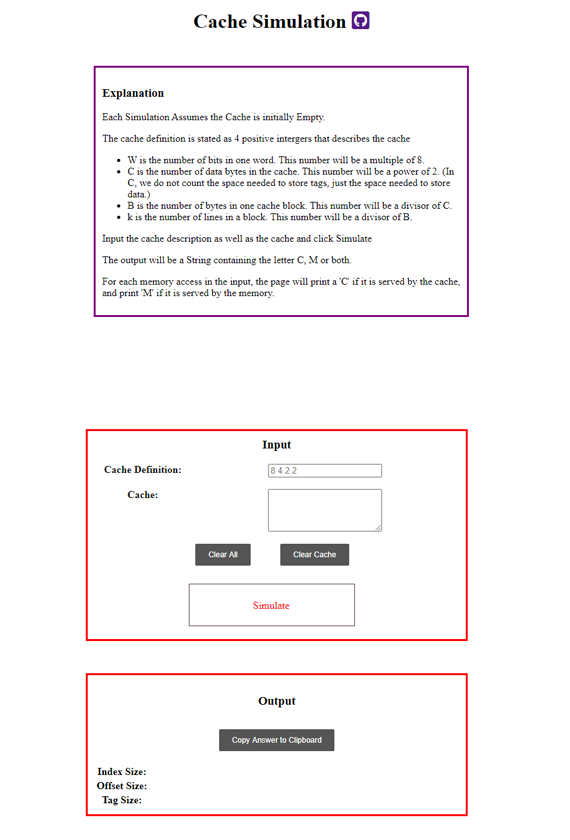 Cache Simulation
Explanation
Each Simulation Assumes the Cache is initially Empty.
The cache definition is stated as 4 positive intergers that describes the cache
W is the number of bits in one word. This number will be a multiple of 8.
C is the number of data bytes in the cache. This number will be a power of 2. (In
C, we do not count the space needed to store tags, just the space needed to store
data.)
B is the number of bytes in one cache block. This number will be a divisor of C.
k is the number of lines in a block. This number will be a divisor of B.
Input the cache description as well as the cache and click Simulate
The output will be a String containing the letter C, M or both.
For each memory access in the input, the page will print a 'C' if it is served by the cache,
and print 'M' if it is served by the memory.
Input
Cache Definition: 8 4 2 2
Cache:
Clear All Clear Cache
Simulate
Output
Copy Answer to Clipboard
Index Size:
Offset Size:
Tag Size: